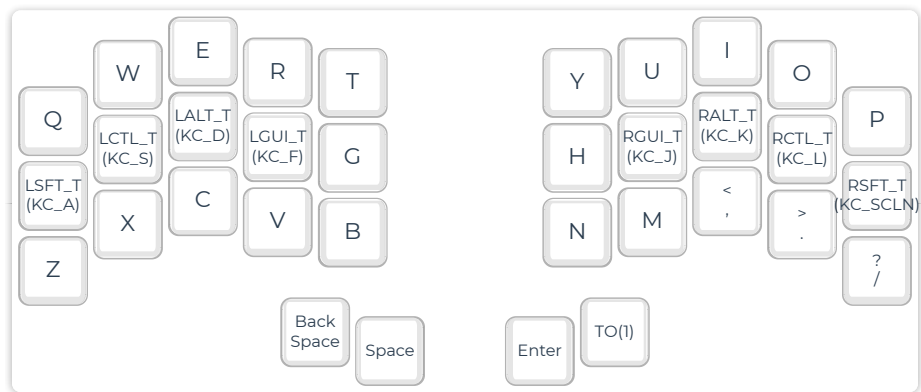 Q
W
E
R
T
Y
U
I
O
P
LSFT_T
(KC_A)
LCTL_T
(KC_S)
LALT_T
(KC_D)
LGUI_T
(KC_F)
G
H
RGUI_T
(KC_J)
RALT_T
(KC_K)
RCTL_T
(KC_L)
RSFT_T
(KC_SCLN)
Z
X
C
V
B
N
M
<
,
>
.
?
/
Back
Space
Space
Enter
TO(1)